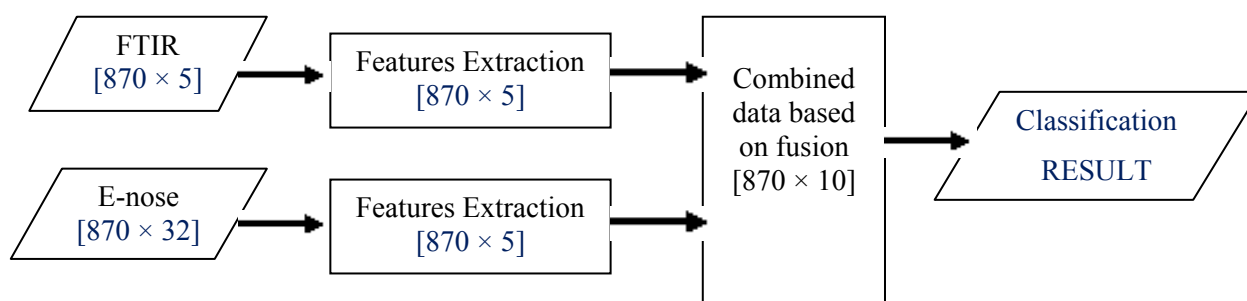 FTIR
[870 × 5]
Features Extraction
[870 × 5]
E-nose
[870 × 32]
Features Extraction
[870 × 5]
Combined
data based
on fusion
[870 × 10]
Classification
RESULT